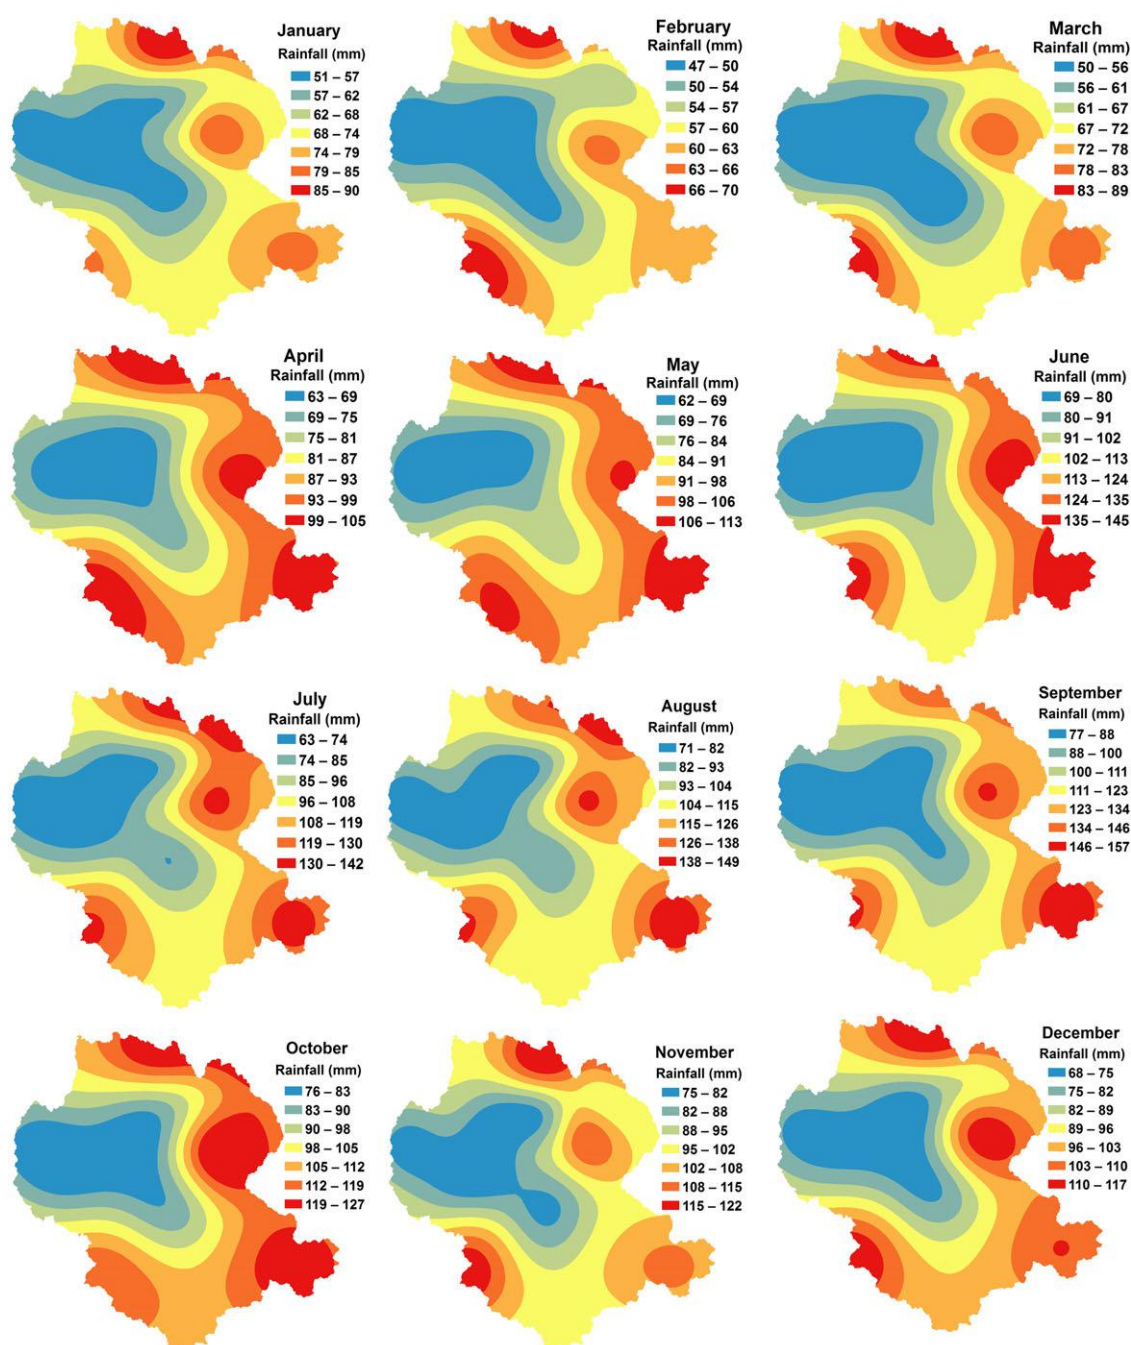 January
Rainfall (mm)
51 – 57
57 – 62
62 – 68
68 – 74
74 – 79
79 – 85
85 – 90
February
Rainfall (mm)
47 – 50
50 – 54
54 – 57
57 – 60
60 – 63
63 – 66
66 – 70
March
Rainfall (mm)
50 – 56
56 – 61
61 – 67
67 – 72
72 – 78
78 – 83
83 – 89
April
Rainfall (mm)
63 – 69
69 – 75
75 – 81
81 – 87
87 – 93
93 – 99
99 – 105
May
Rainfall (mm)
62 – 69
69 – 76
76 – 84
84 – 91
91 – 98
98 – 106
106 – 113
June
Rainfall (mm)
69 – 80
80 – 91
91 – 102
102 – 113
113 – 124
124 – 135
135 – 145
July
Rainfall (mm)
63 – 74
74 – 85
85 – 96
96 – 108
108 – 119
119 – 130
130 – 142
August
Rainfall (mm)
71 – 82
82 – 93
93 – 104
104 – 115
115 – 126
126 – 138
138 – 149
September
Rainfall (mm)
77 – 88
88 – 100
100 – 111
111 – 123
123 – 134
134 – 146
146 – 157
October
Rainfall (mm)
76 – 83
83 – 90
90 – 98
98 – 105
105 – 112
112 – 119
119 – 127
November
Rainfall (mm)
75 – 82
82 – 88
88 – 95
95 – 102
102 – 108
108 – 115
115 – 122
December
Rainfall (mm)
68 – 75
75 – 82
82 – 89
89 – 96
96 – 103
103 – 110
110 – 117